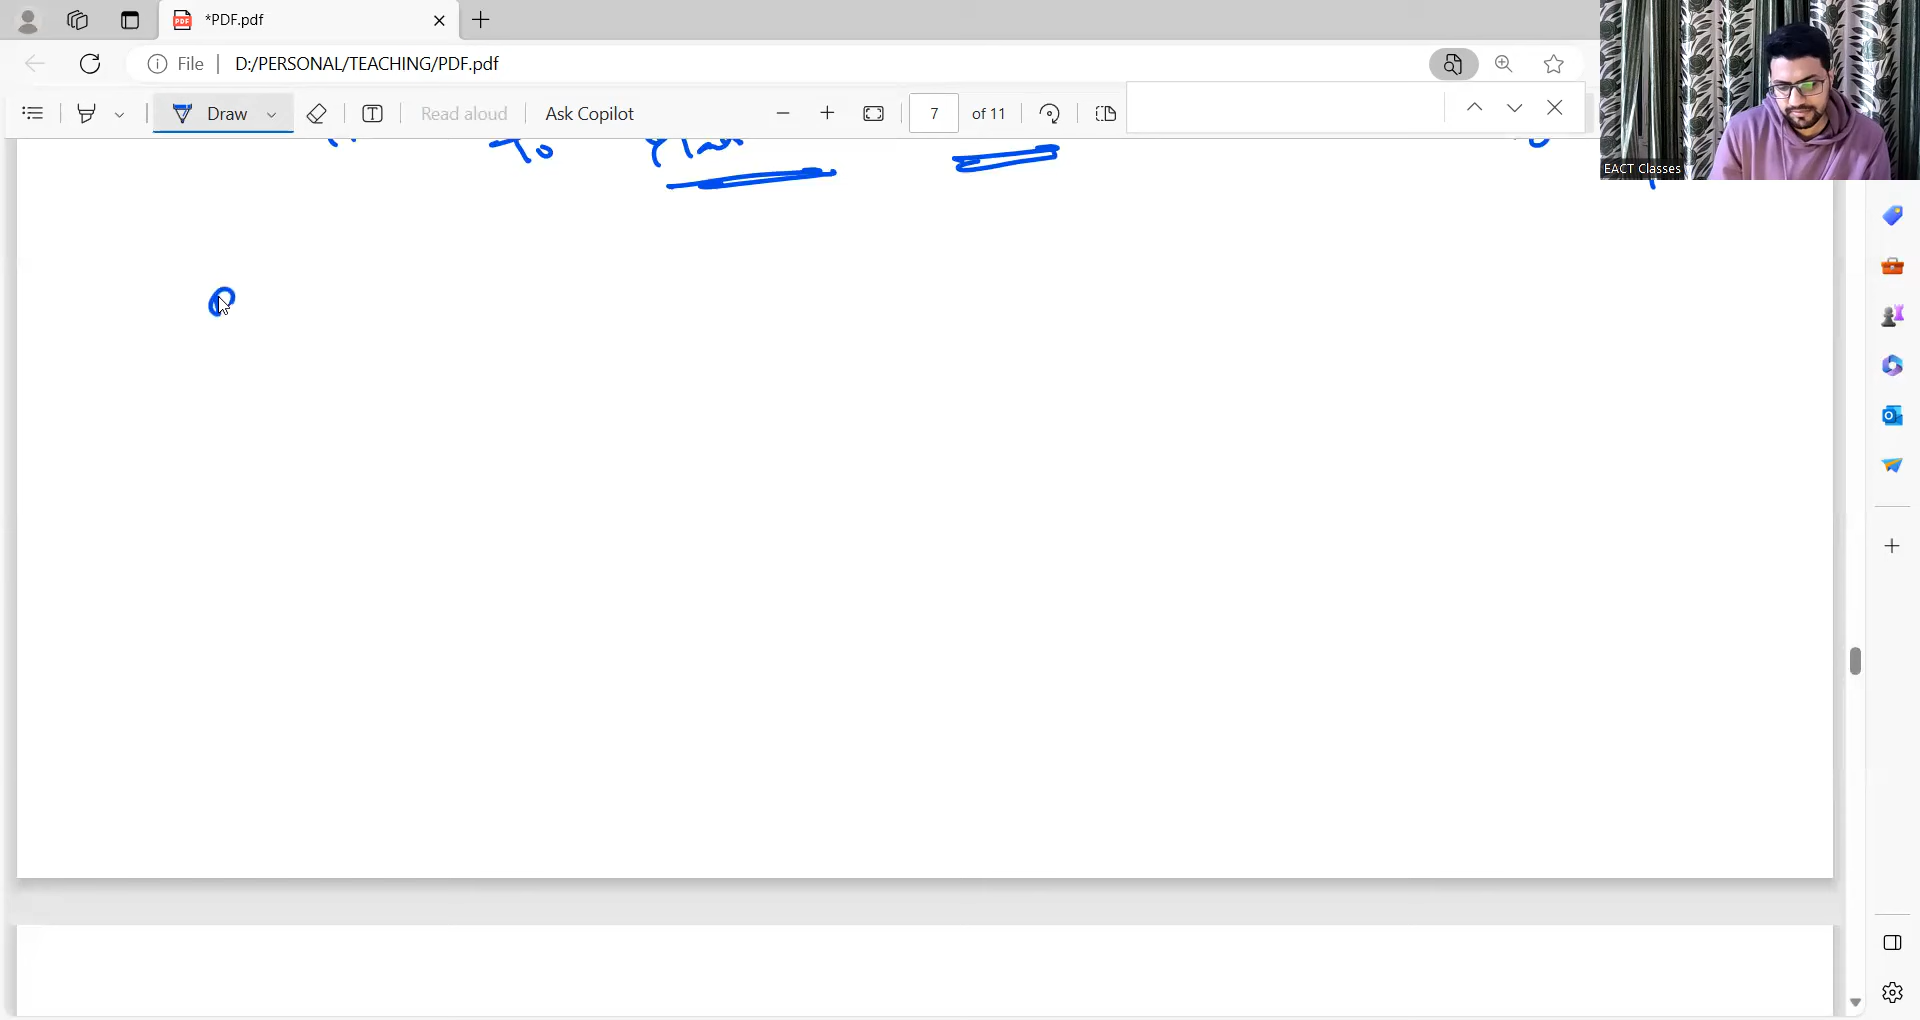 *PDF.pdf
File | D:/PERSONAL/TEACHING/PDF.pdf
Draw
Read aloud
Ask Copilot
7 of 11
EACT Classes